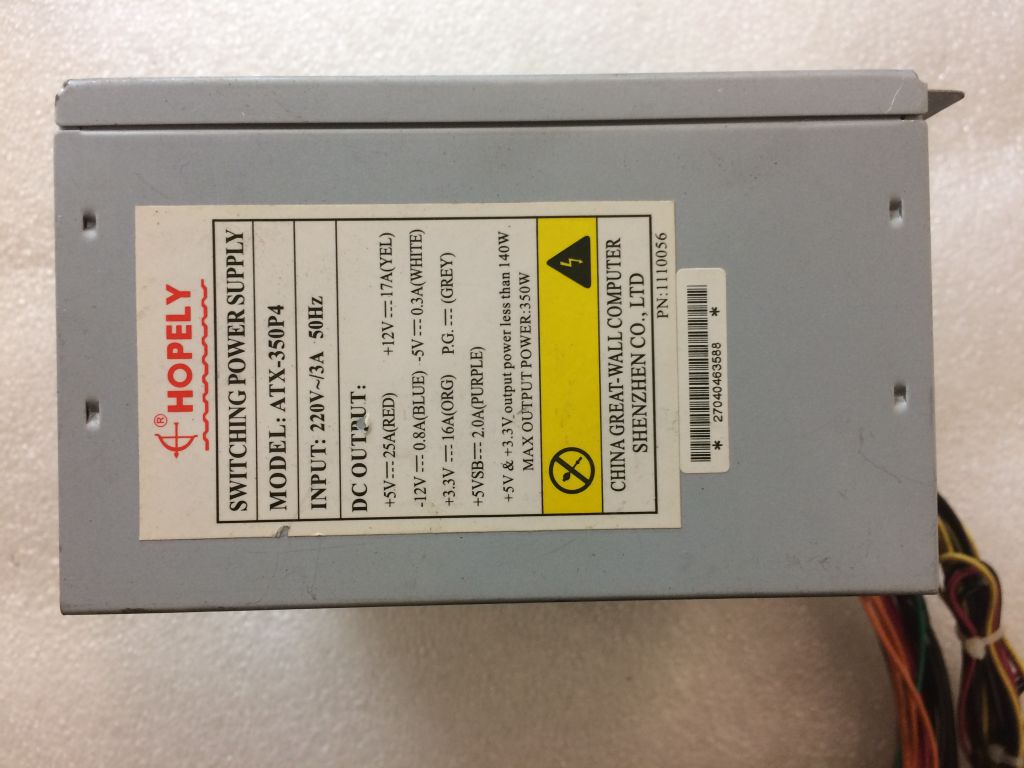 ® HOPELY
SWITCHING POWER SUPPLY
MODEL: ATX-350P4
INPUT: 220V~/3A 50Hz
DC OUTPUT:
+5V⎓25A(RED) +12V⎓17A(YEL)
-12V⎓0.8A(BLUE) -5V⎓0.3A(WHITE)
+3.3V⎓16A(ORG) P.G.⎓(GREY)
+5VSB⎓2.0A(PURPLE)
+5V & +3.3V output power less than 140W
MAX OUTPUT POWER:350W
CHINA GREAT-WALL COMPUTER
SHENZHEN CO., LTD
PN:1110056
* 27040463588 *